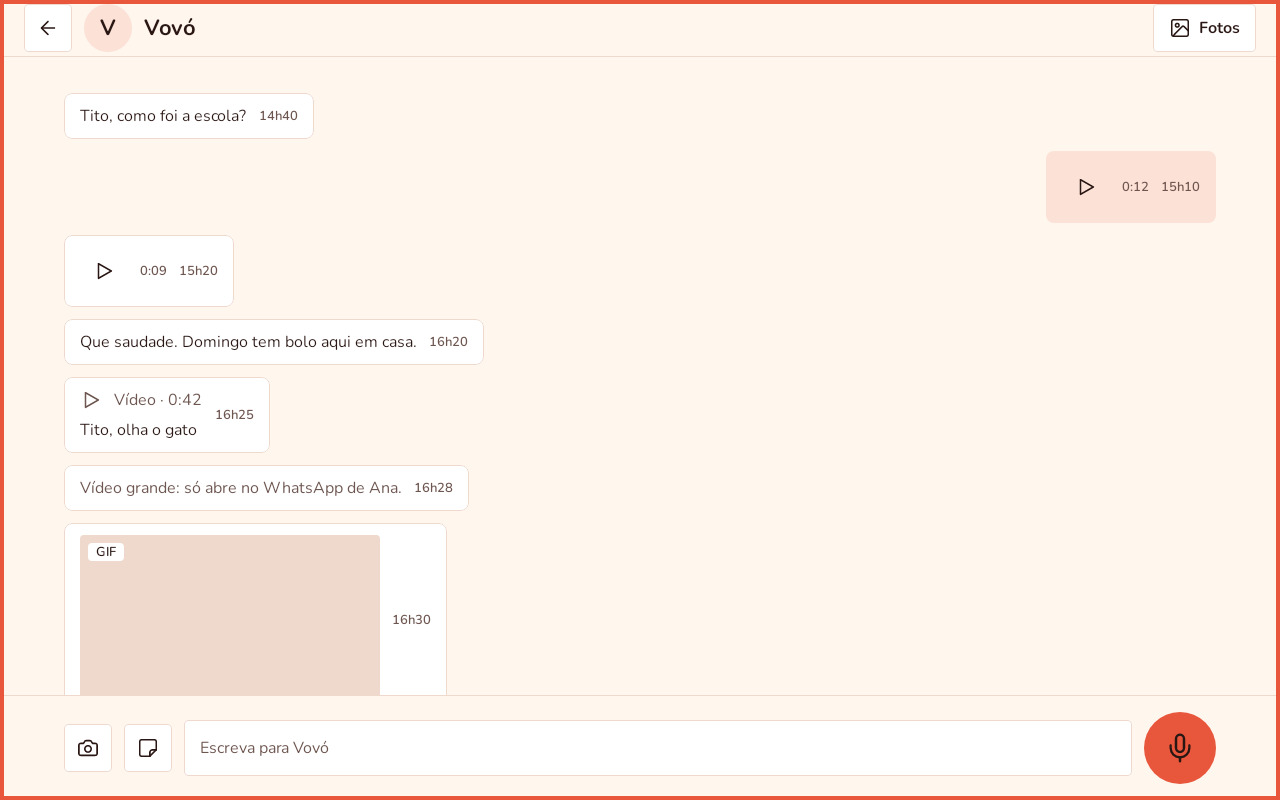 V Vovó
Fotos
Tito, como foi a escola? 14h40
0:12 15h10
0:09 15h20
Que saudade. Domingo tem bolo aqui em casa. 16h20
Vídeo · 0:42
16h25
Tito, olha o gato
Vídeo grande: só abre no WhatsApp de Ana. 16h28
GIF
16h30
Escreva para Vovó